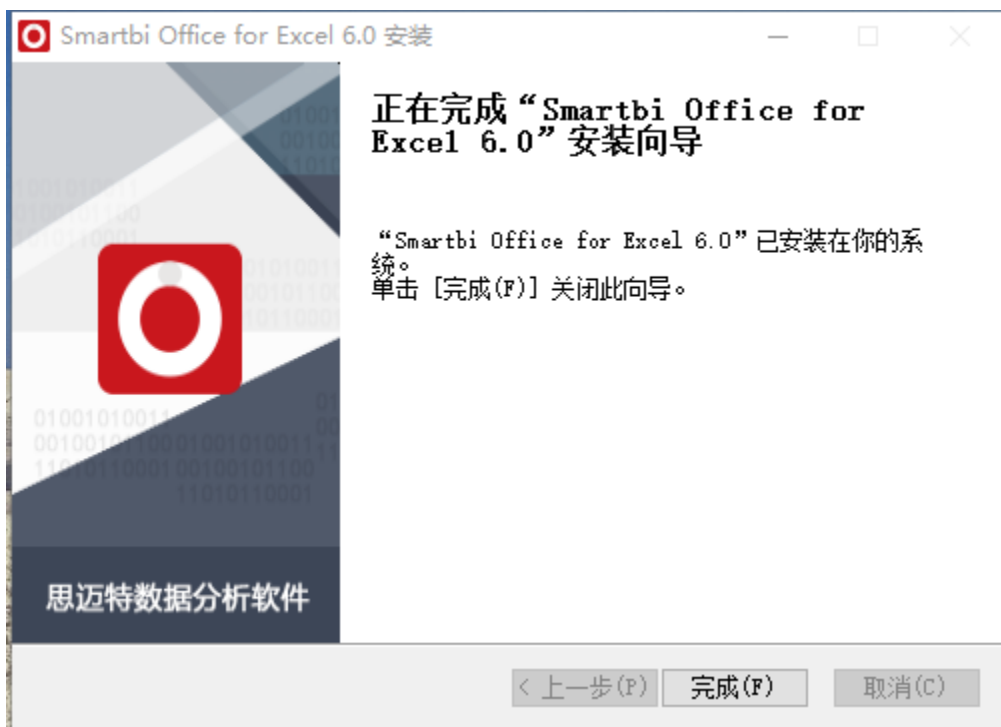 Smartbi Office for Excel 6.0 安装
正在完成“Smartbi Office for
Excel 6.0”安装向导
“Smartbi Office for Excel 6.0”已安装在你的系
统。
单击 [完成(F)] 关闭此向导。
思迈特数据分析软件
< 上一步(P)
完成(F)
取消(C)